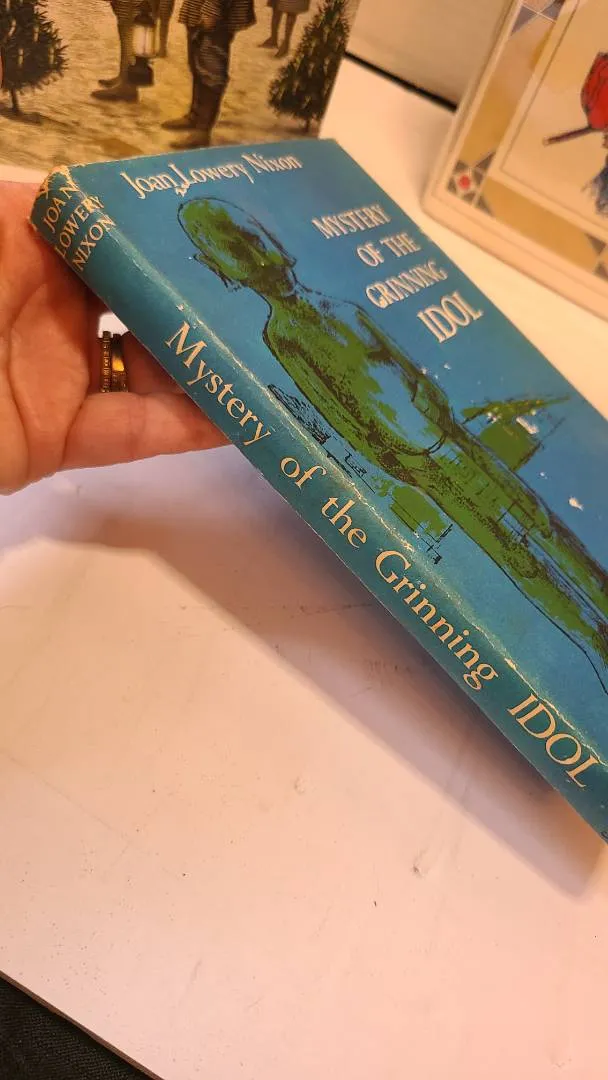 Joan Lowery Nixon
MYSTERY
OF THE
GRINNING
IDOL
JOAN
LOWERY
NIXON
Mystery of the Grinning IDOL